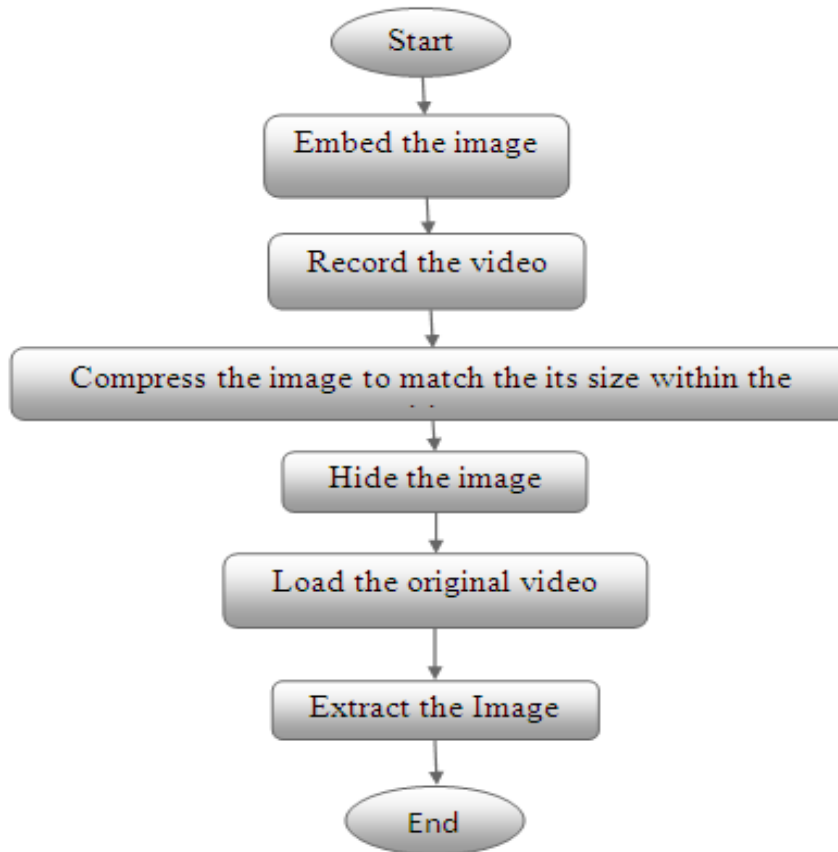 Start
Embed the image
Record the video
Compress the image to match the its size within the
Hide the image
Load the original video
Extract the Image
End